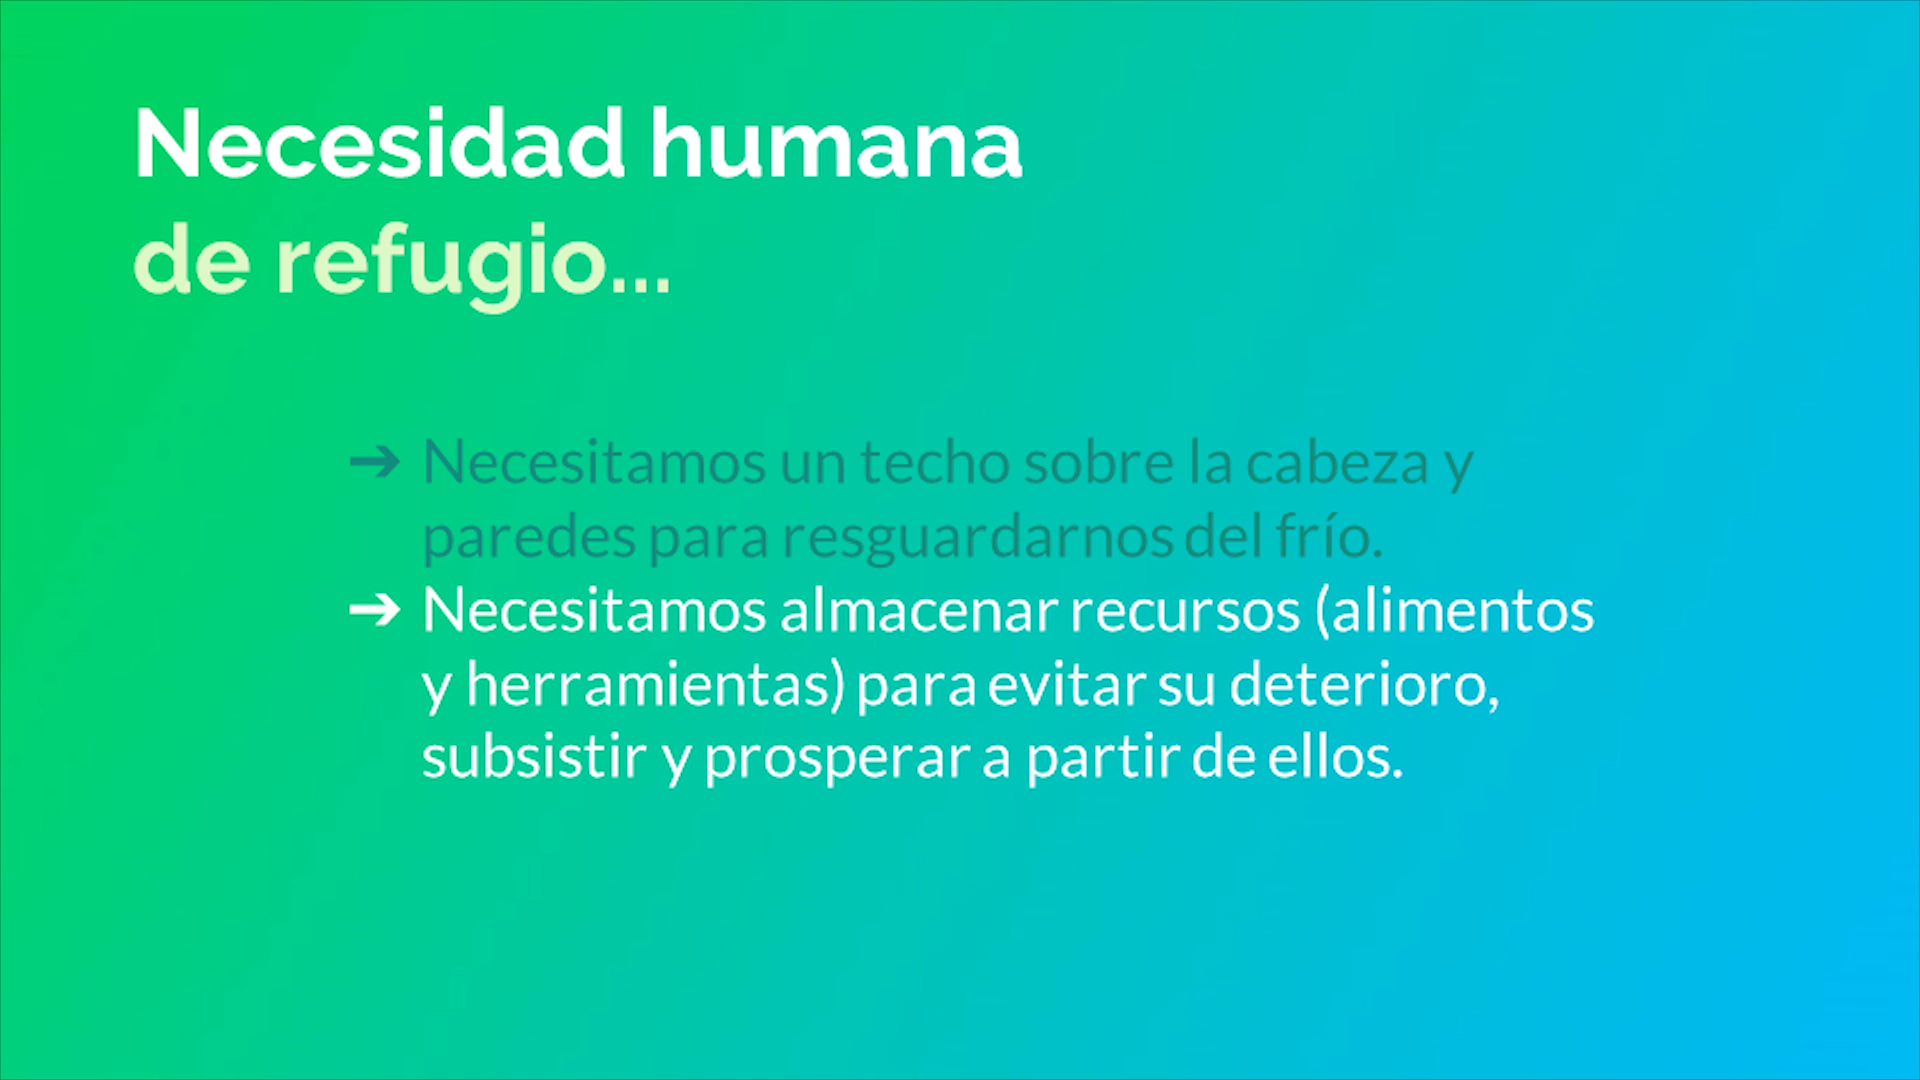 Necesidad humana
de refugio...
➔ Necesitamos un techo sobre la cabeza y
paredes para resguardarnos del frío.
➔ Necesitamos almacenar recursos (alimentos
y herramientas) para evitar su deterioro,
subsistir y prosperar a partir de ellos.